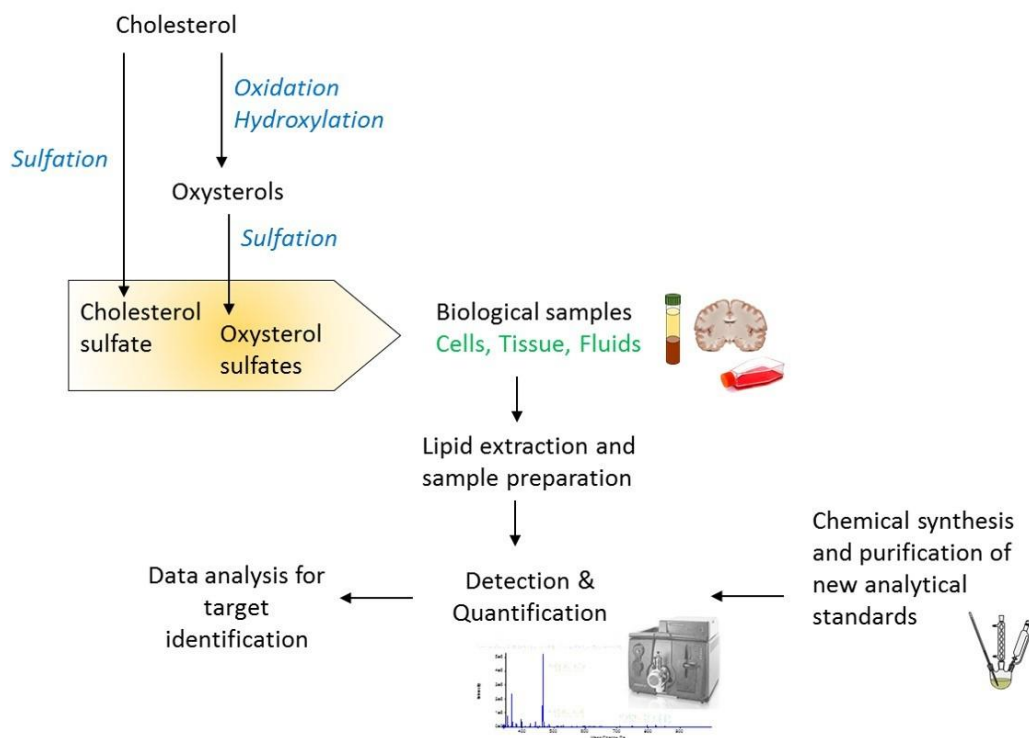 Cholesterol
Oxidation
Hydroxylation
Sulfation
Oxysterols
Sulfation
Cholesterol
sulfate
Oxysterol
sulfates
Biological samples
Cells, Tissue, Fluids
Lipid extraction and
sample preparation
Chemical synthesis
and purification of
new analytical
standards
Detection &
Quantification
Data analysis for
target
identification